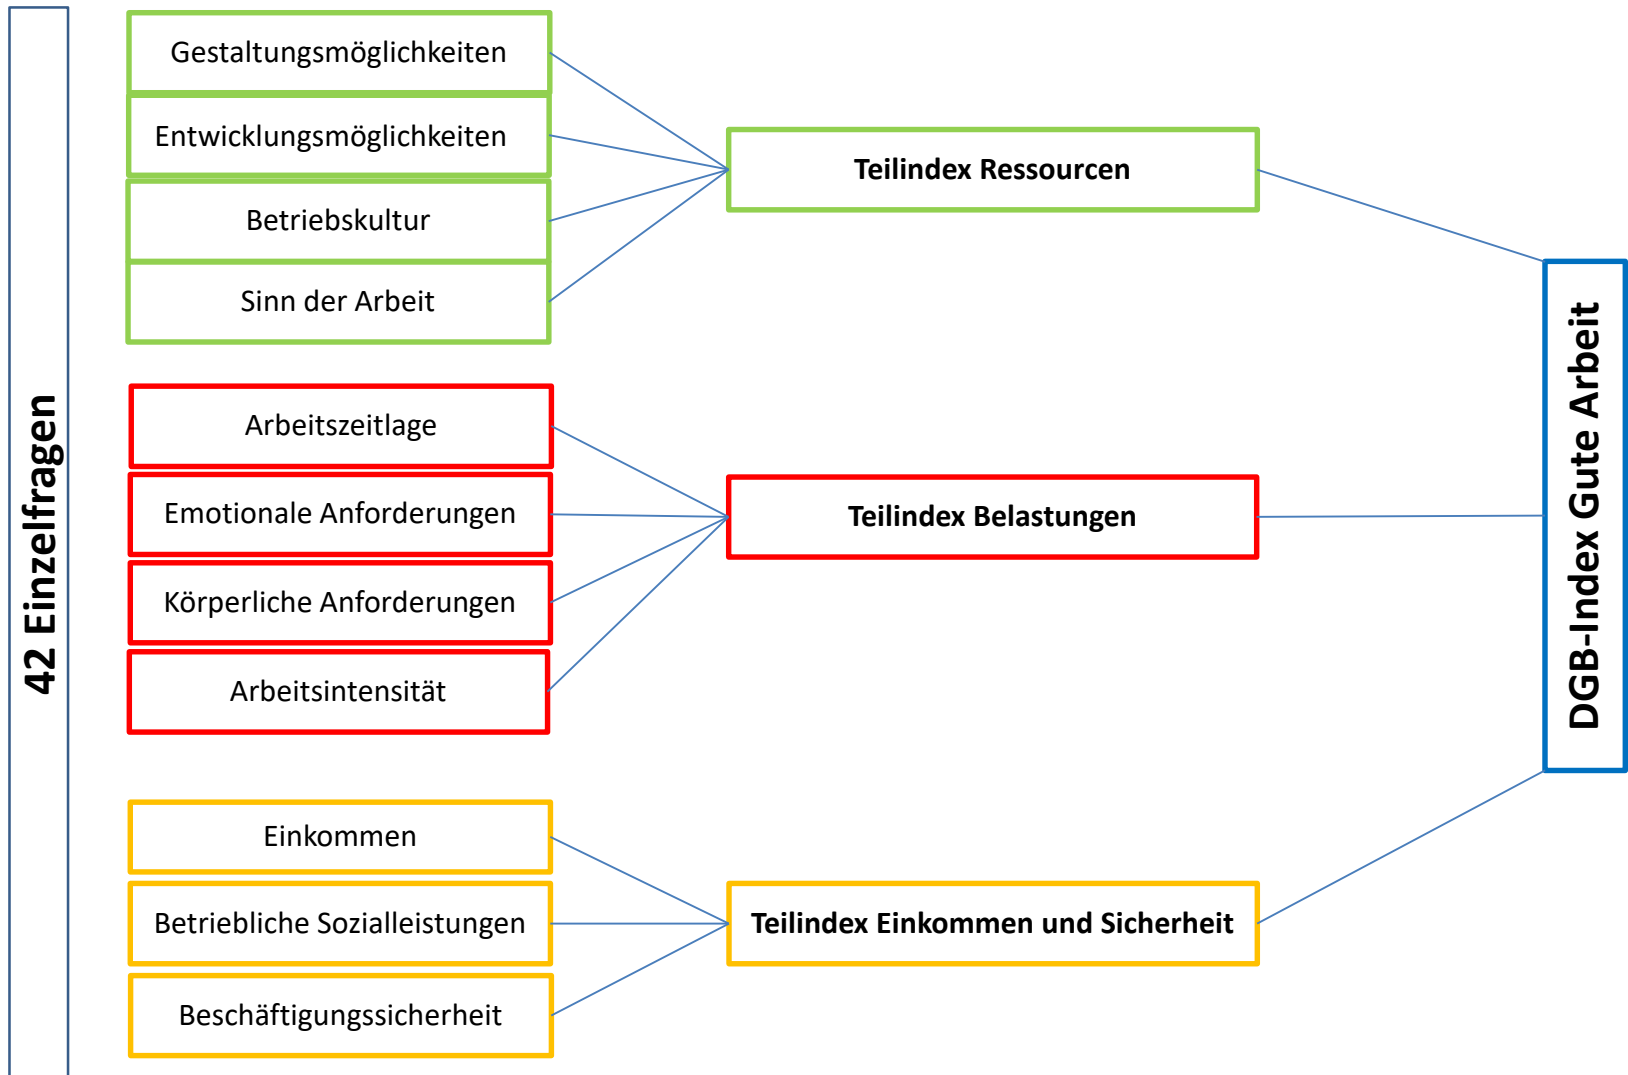 42 Einzelfragen
Gestaltungsmöglichkeiten
Entwicklungsmöglichkeiten
Betriebskultur
Sinn der Arbeit
Teilindex Ressourcen
Arbeitszeitlage
Emotionale Anforderungen
Körperliche Anforderungen
Arbeitsintensität
Teilindex Belastungen
Einkommen
Betriebliche Sozialleistungen
Beschäftigungssicherheit
Teilindex Einkommen und Sicherheit
DGB-Index Gute Arbeit